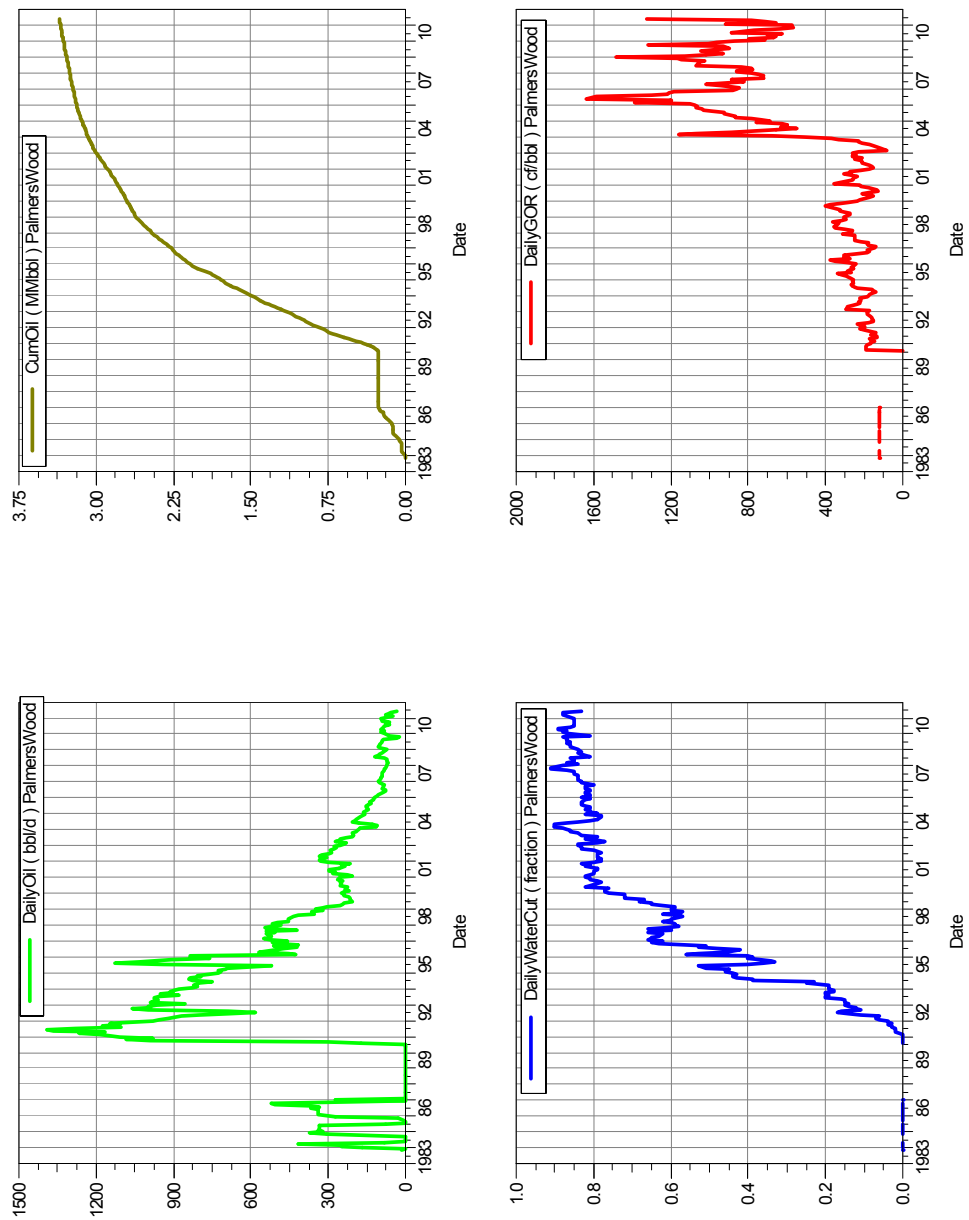 DailyOil ( bbl/d ) PalmersWood
1500
1200
900
600
300
0
1983 86 89 92 95 98 01 04 07 10
Date
CumOil ( MMbbl ) PalmersWood
3.75
3.00
2.25
1.50
0.75
0.00
1983 86 89 92 95 98 01 04 07 10
Date
DailyWaterCut ( fraction ) PalmersWood
1.0
0.8
0.6
0.4
0.2
0.0
1983 86 89 92 95 98 01 04 07 10
Date
DailyGOR ( cf/bbl ) PalmersWood
2000
1600
1200
800
400
0
1983 86 89 92 95 98 01 04 07 10
Date